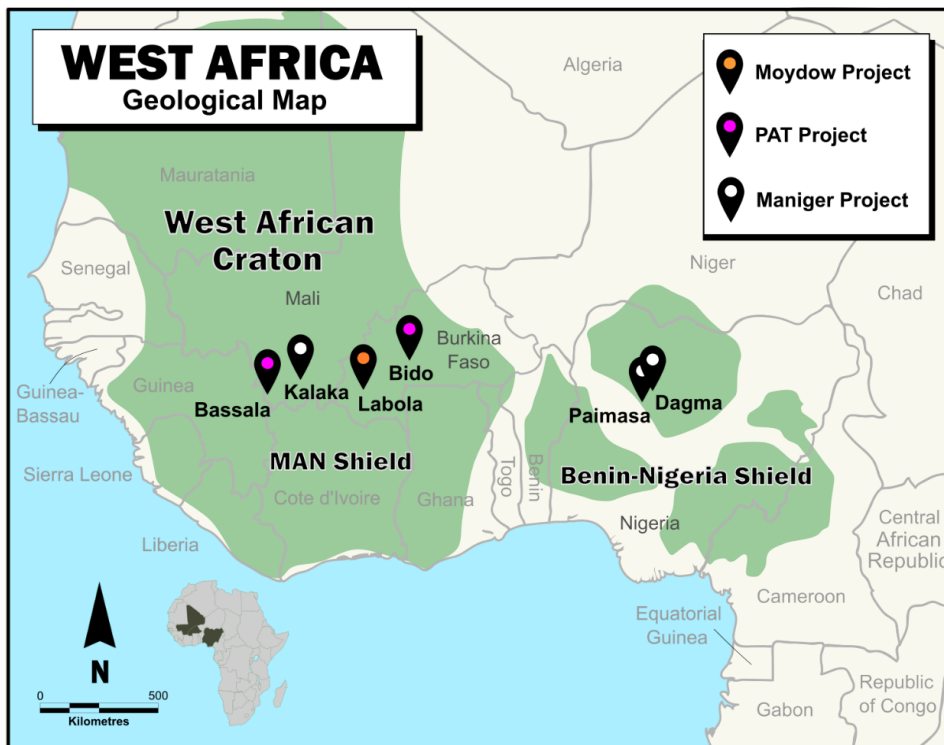 WEST AFRICA
Geological Map
Moydow Project
PAT Project
Maniger Project
Algeria
Mauratania
West African
Craton
Senegal
Mali
Niger
Chad
Burkina
Faso
Guinea-
Bassau
Guinea
Bassala
Kalaka
Labola
Bido
Paimasa
Dagma
MAN Shield
Benin-Nigeria Shield
Sierra Leone
Cote d'Ivoire
Ghana
Togo
Benin
Nigeria
Liberia
Central
African
Republic
Cameroon
Equatorial
Guinea
Gabon
Republic
of Congo
N
0 500
Kilometres